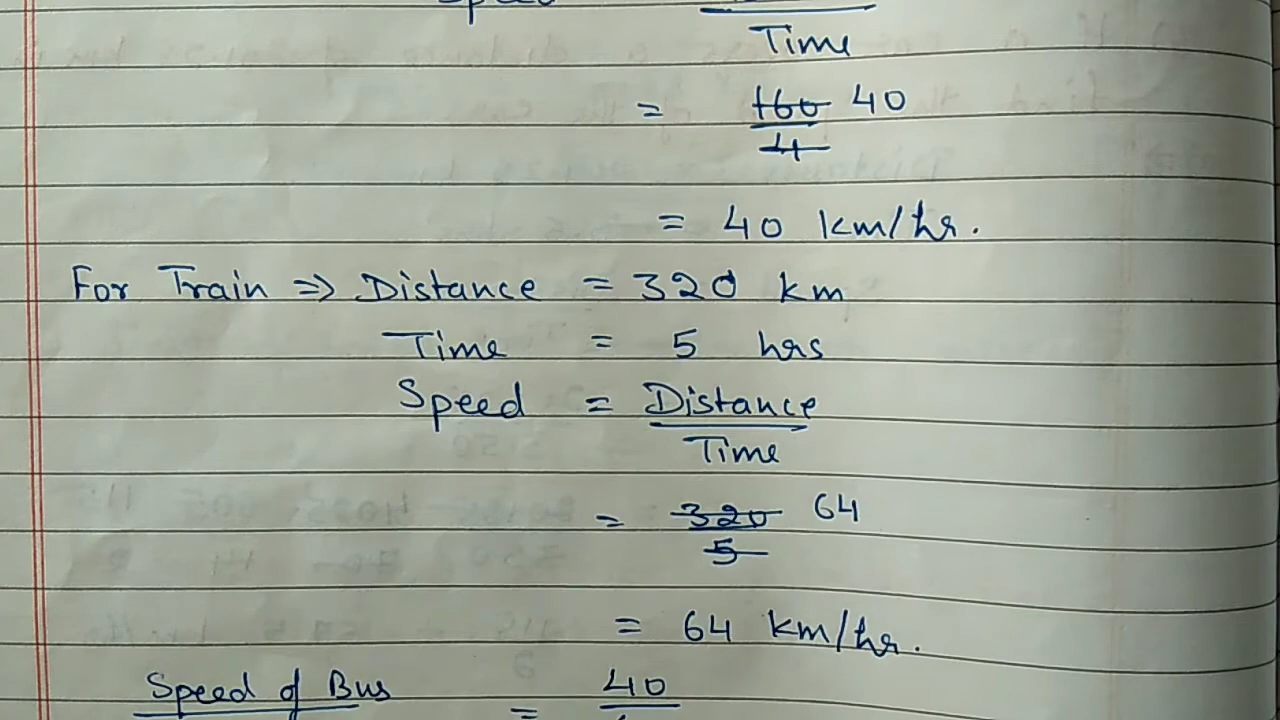 Speed
Time
= 160 40
4
= 40 km/hr.
For Train ⇒ Distance = 320 km
Time = 5 hrs
Speed = Distance
Time
= 320 64
5
= 64 km/hr.
Speed of Bus = 40